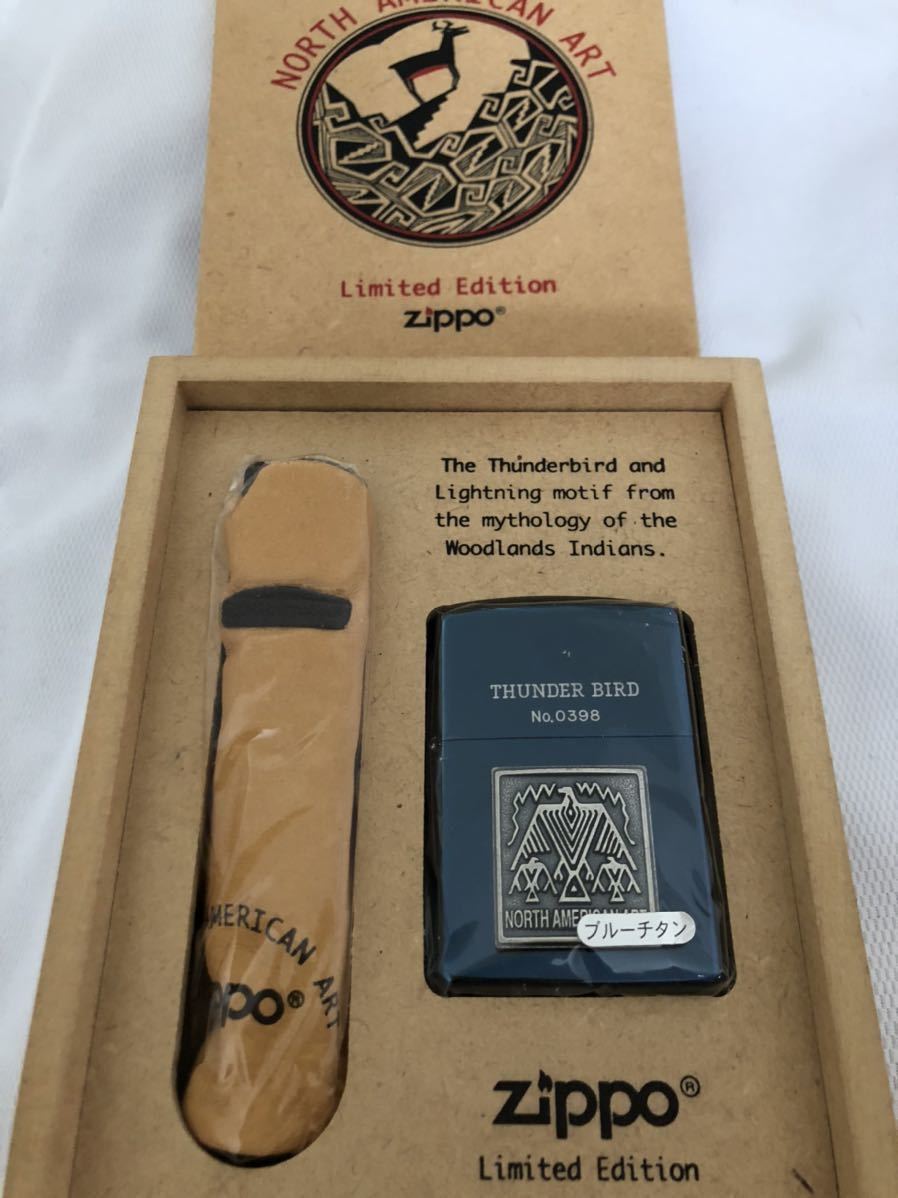 NORTH AMERICAN ART
Limited Edition
zippo®
The Thunderbird and
Lightning motif from
the mythology of the
Woodlands Indians.
THUNDER BIRD
No.0398
NORTH AMERICAN ART
ブルーチタン
AMERICAN ART
ppo®
zippo®
Limited Edition